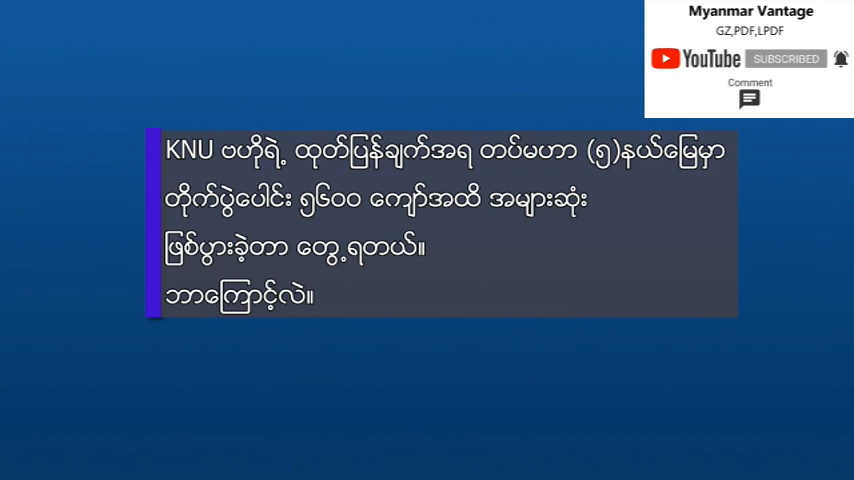 Myanmar Vantage
GZ,PDF,LPDF
YouTube SUBSCRIBED
Comment
KNU ဗဟိုရဲ့ ထုတ်ပြန်ချက်အရ တပ်မဟာ (၅)နယ်မြေမှာ
တိုက်ပွဲပေါင်း ၅၆၀၀ ကျော်အထိ အများဆုံး
ဖြစ်ပွားခဲ့တာ တွေ့ရတယ်။
ဘာကြောင့်လဲ။